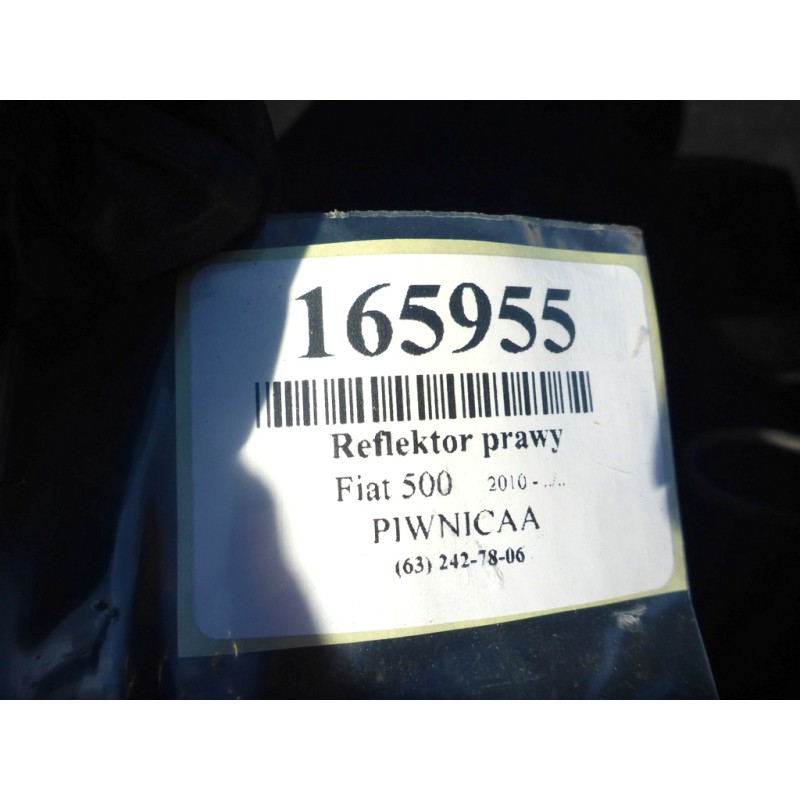 165955
Reflektor prawy
Fiat 500 2010 - ../..
PIWNICAA
(63) 242-78-06